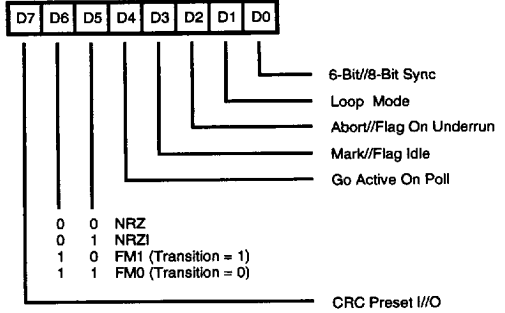 D7 D6 D5 D4 D3 D2 D1 D0
6-Bit//8-Bit Sync
Loop Mode
Abort//Flag On Underrun
Mark//Flag Idle
Go Active On Poll
0 0 NRZ
0 1 NRZI
1 0 FM1 (Transition = 1)
1 1 FM0 (Transition = 0)
CRC Preset I//O